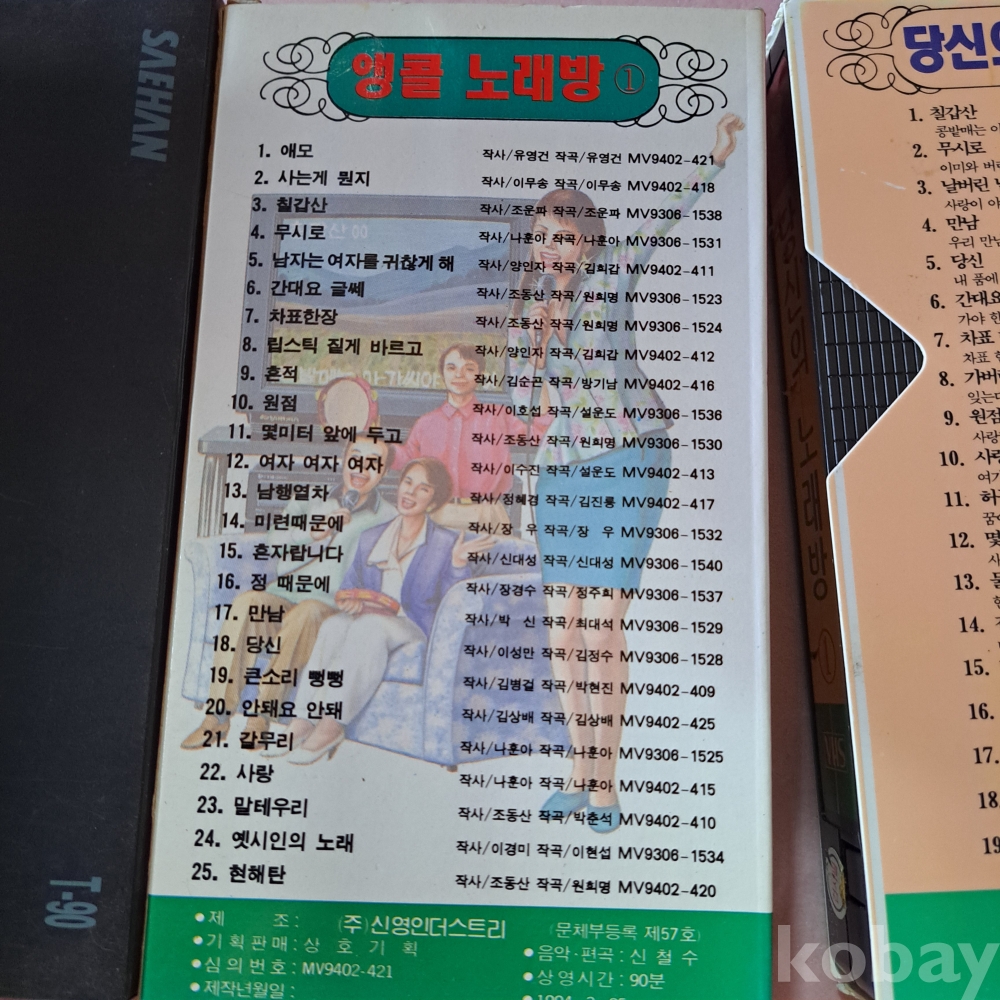 SAEHAN
T-90
앵콜 노래방 ①
1. 애모 작사/유영건 작곡/유영건 MV9402-421
2. 사는게 뭔지 작사/이무송 작곡/이무송 MV9402-418
3. 칠갑산 작사/조운파 작곡/조운파 MV9306-1538
4. 무시로 작사/나훈아 작곡/나훈아 MV9306-1531
5. 남자는 여자를 귀찮게 해 작사/양인자 작곡/김희갑 MV9402-411
6. 간대요 글쎄 작사/조동산 작곡/원희명 MV9306-1523
7. 차표한장 작사/조동산 작곡/원희명 MV9306-1524
8. 립스틱 짙게 바르고 작사/양인자 작곡/김희갑 MV9402-412
9. 흔적 작사/김순곤 작곡/방기남 MV9402-416
10. 원점 작사/이호섭 작곡/설운도 MV9306-1536
11. 몇미터 앞에 두고 작사/조동산 작곡/원희명 MV9306-1530
12. 여자 여자 여자 작사/이수진 작곡/설운도 MV9402-413
13. 남행열차 작사/정혜경 작곡/김진룡 MV9402-417
14. 미련때문에 작사/장 우 작곡/장 우 MV9306-1532
15. 혼자랍니다 작사/신대성 작곡/신대성 MV9306-1540
16. 정 때문에 작사/장경수 작곡/정주희 MV9306-1537
17. 만남 작사/박 신 작곡/최대석 MV9306-1529
18. 당신 작사/이성만 작곡/김정수 MV9306-1528
19. 큰소리 뻥뻥 작사/김병걸 작곡/박현진 MV9402-409
20. 안돼요 안돼 작사/김상배 작곡/김상배 MV9402-425
21. 갈무리 작사/나훈아 작곡/나훈아 MV9306-1525
22. 사랑 작사/나훈아 작곡/나훈아 MV9402-415
23. 말테우리 작사/조동산 작곡/박춘석 MV9402-410
24. 옛시인의 노래 작사/이경미 작곡/이현섭 MV9306-1534
25. 현해탄 작사/조동산 작곡/원희명 MV9402-420
●제 조: (주)신영인더스트리 (문체부등록 제57호)
●기획판매: 상호기획 ●음악·편곡: 신철수
●심의번호: MV9402-421 ●상영시간: 90분
●제작년월일:
노래방 ①
VHS
1. 칠갑산
콩밭매는
2. 무시로
3. 날버린
사랑이
4. 만남
우리
5. 당신
내 품에
6. 간대요
가야
7. 차표
차표
8.
9. 원점
사랑
10.
여기
11.
12. 몇
13.
14.
15.
16.
17.
18
19
kobay